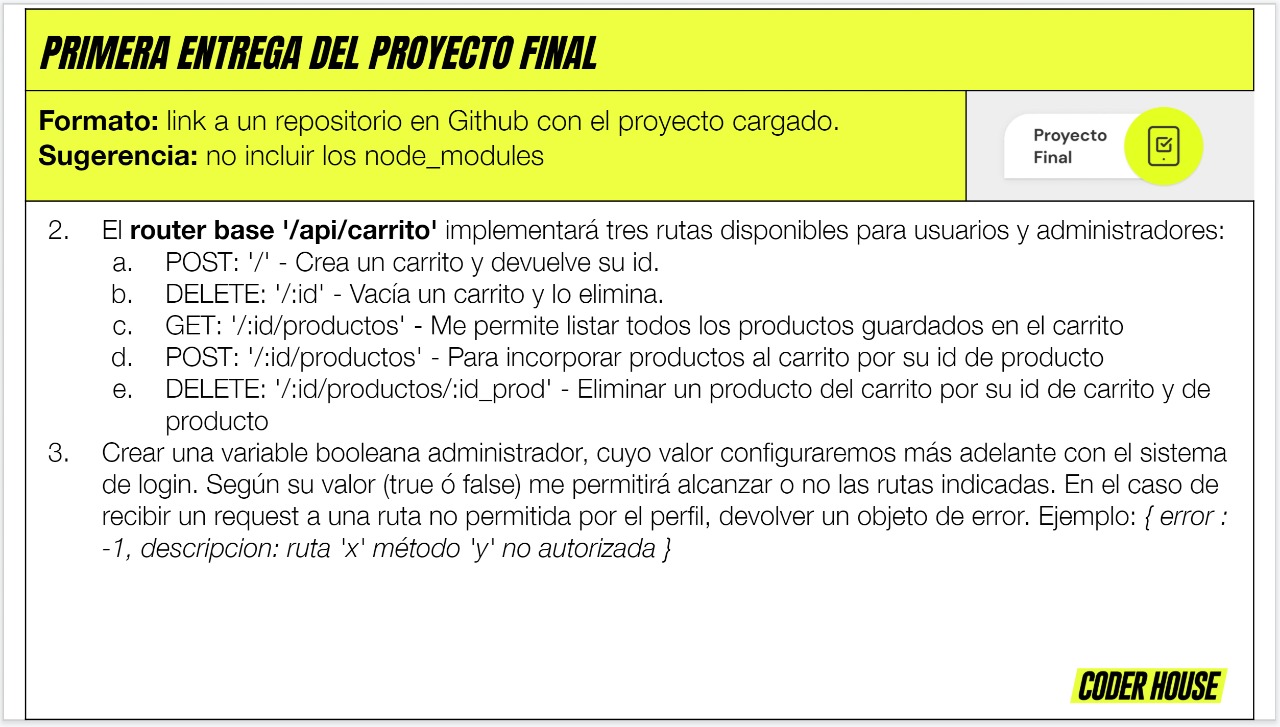 PRIMERA ENTREGA DEL PROYECTO FINAL
Formato: link a un repositorio en Github con el proyecto cargado.
Sugerencia: no incluir los node_modules
Proyecto
Final
2. El router base '/api/carrito' implementará tres rutas disponibles para usuarios y administradores:
a. POST: '/' - Crea un carrito y devuelve su id.
b. DELETE: '/:id' - Vacía un carrito y lo elimina.
c. GET: '/:id/productos' - Me permite listar todos los productos guardados en el carrito
d. POST: '/:id/productos' - Para incorporar productos al carrito por su id de producto
e. DELETE: '/:id/productos/:id_prod' - Eliminar un producto del carrito por su id de carrito y de
producto
3. Crear una variable booleana administrador, cuyo valor configuraremos más adelante con el sistema
de login. Según su valor (true ó false) me permitirá alcanzar o no las rutas indicadas. En el caso de
recibir un request a una ruta no permitida por el perfil, devolver un objeto de error. Ejemplo: { error :
-1, descripcion: ruta 'x' método 'y' no autorizada }
CODER HOUSE